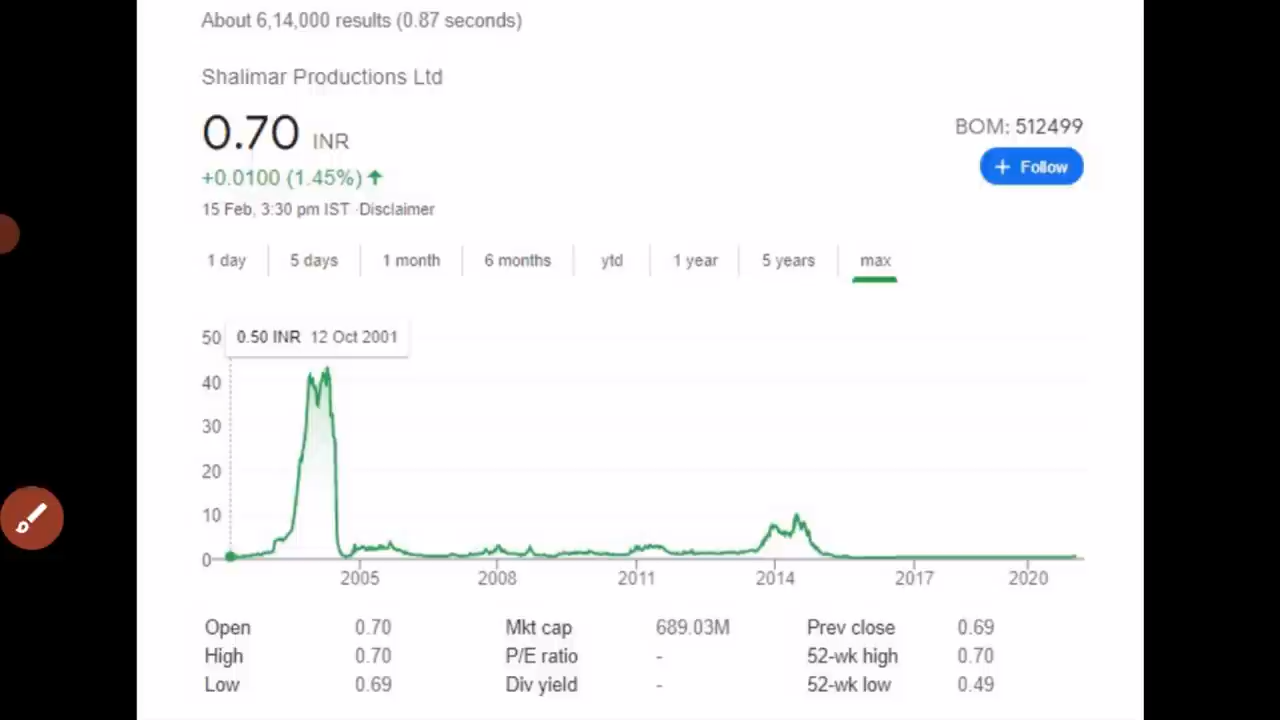 About 6,14,000 results (0.87 seconds)
Shalimar Productions Ltd
0.70 INR
BOM: 512499
+0.0100 (1.45%)
+ Follow
15 Feb, 3:30 pm IST ·Disclaimer
1 day 5 days 1 month 6 months ytd 1 year 5 years max
50 0.50 INR 12 Oct 2001
40
30
20
10
0
2005 2008 2011 2014 2017 2020
Open 0.70 Mkt cap 689.03M Prev close 0.69
High 0.70 P/E ratio - 52-wk high 0.70
Low 0.69 Div yield - 52-wk low 0.49